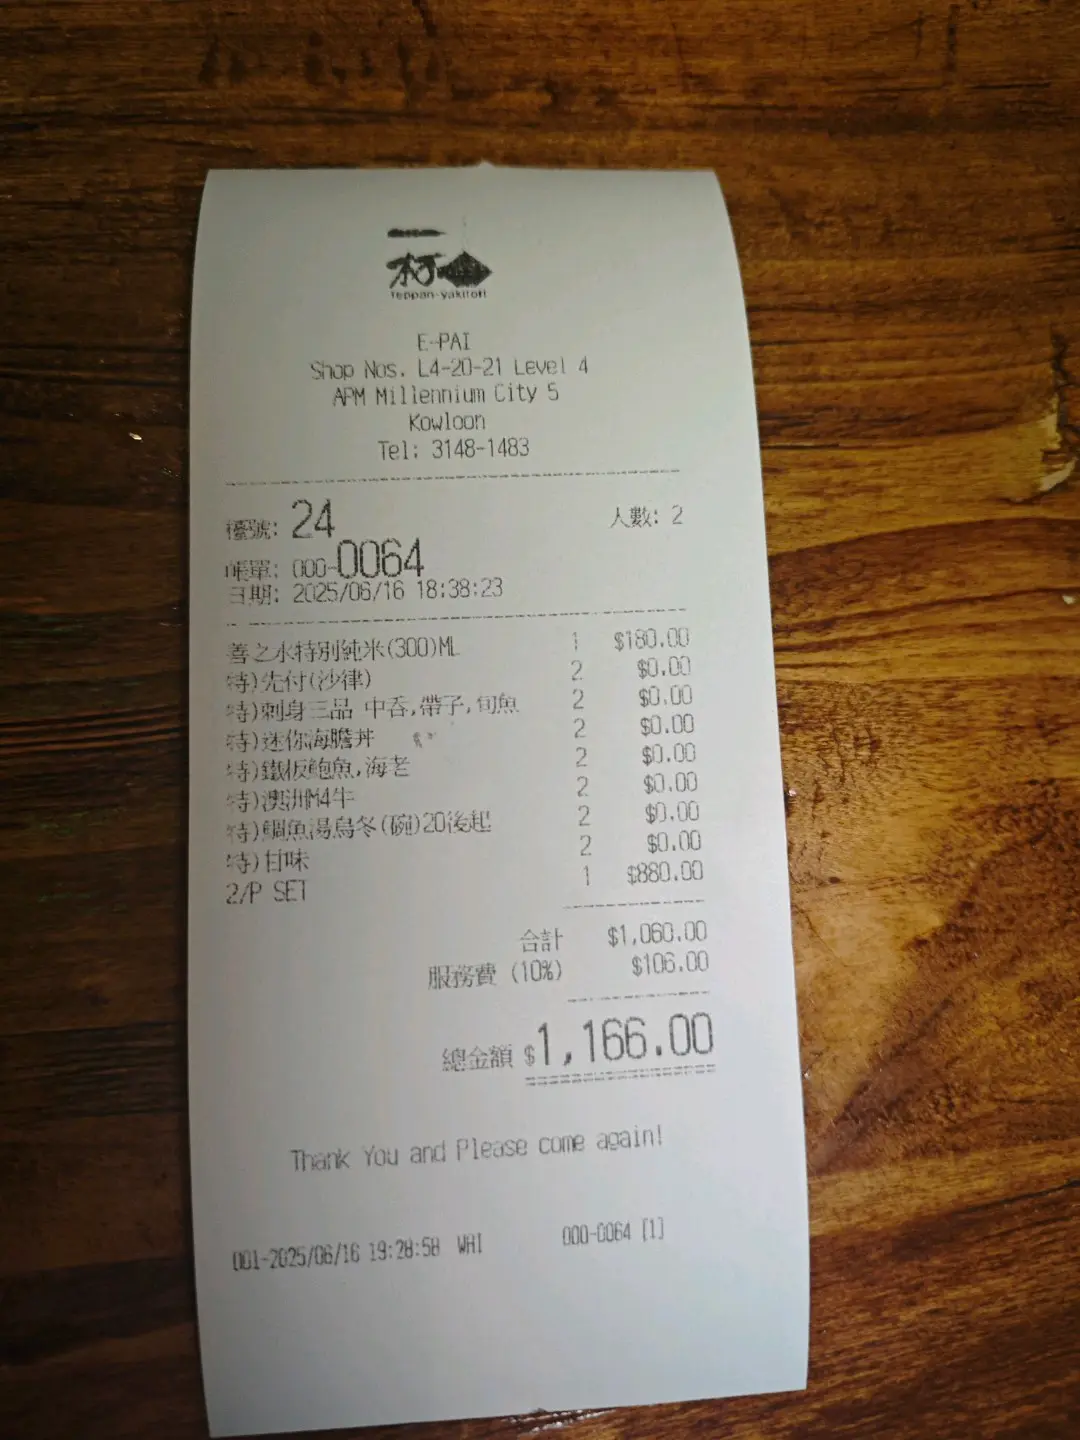 一
Teppan-yakitori
E-PAI
Shop Nos. L4-20-21 Level 4
APM Millennium City 5
Kowloon
Tel: 3148-1483
檯號: 24 人數: 2
帳單: 000-0064
日期: 2025/06/16 18:38:23
善之水特別純米(300)ML 1 $180.00
特)先付(沙律) 2 $0.00
特)刺身三品 中吞,帶子,旬魚 2 $0.00
特)迷你海膽丼 2 $0.00
特)鐵板鮑魚,海老 2 $0.00
特)澳洲M4牛 2 $0.00
特)鯛魚湯烏冬(碗)20後起 2 $0.00
特)甘味 2 $0.00
2/P SET 1 $880.00
合計 $1,060.00
服務費 (10%) $106.00
總金額 $1,166.00
Thank You and Please come again!
001-2025/06/16 19:28:58 WAI 000-0064 [1]